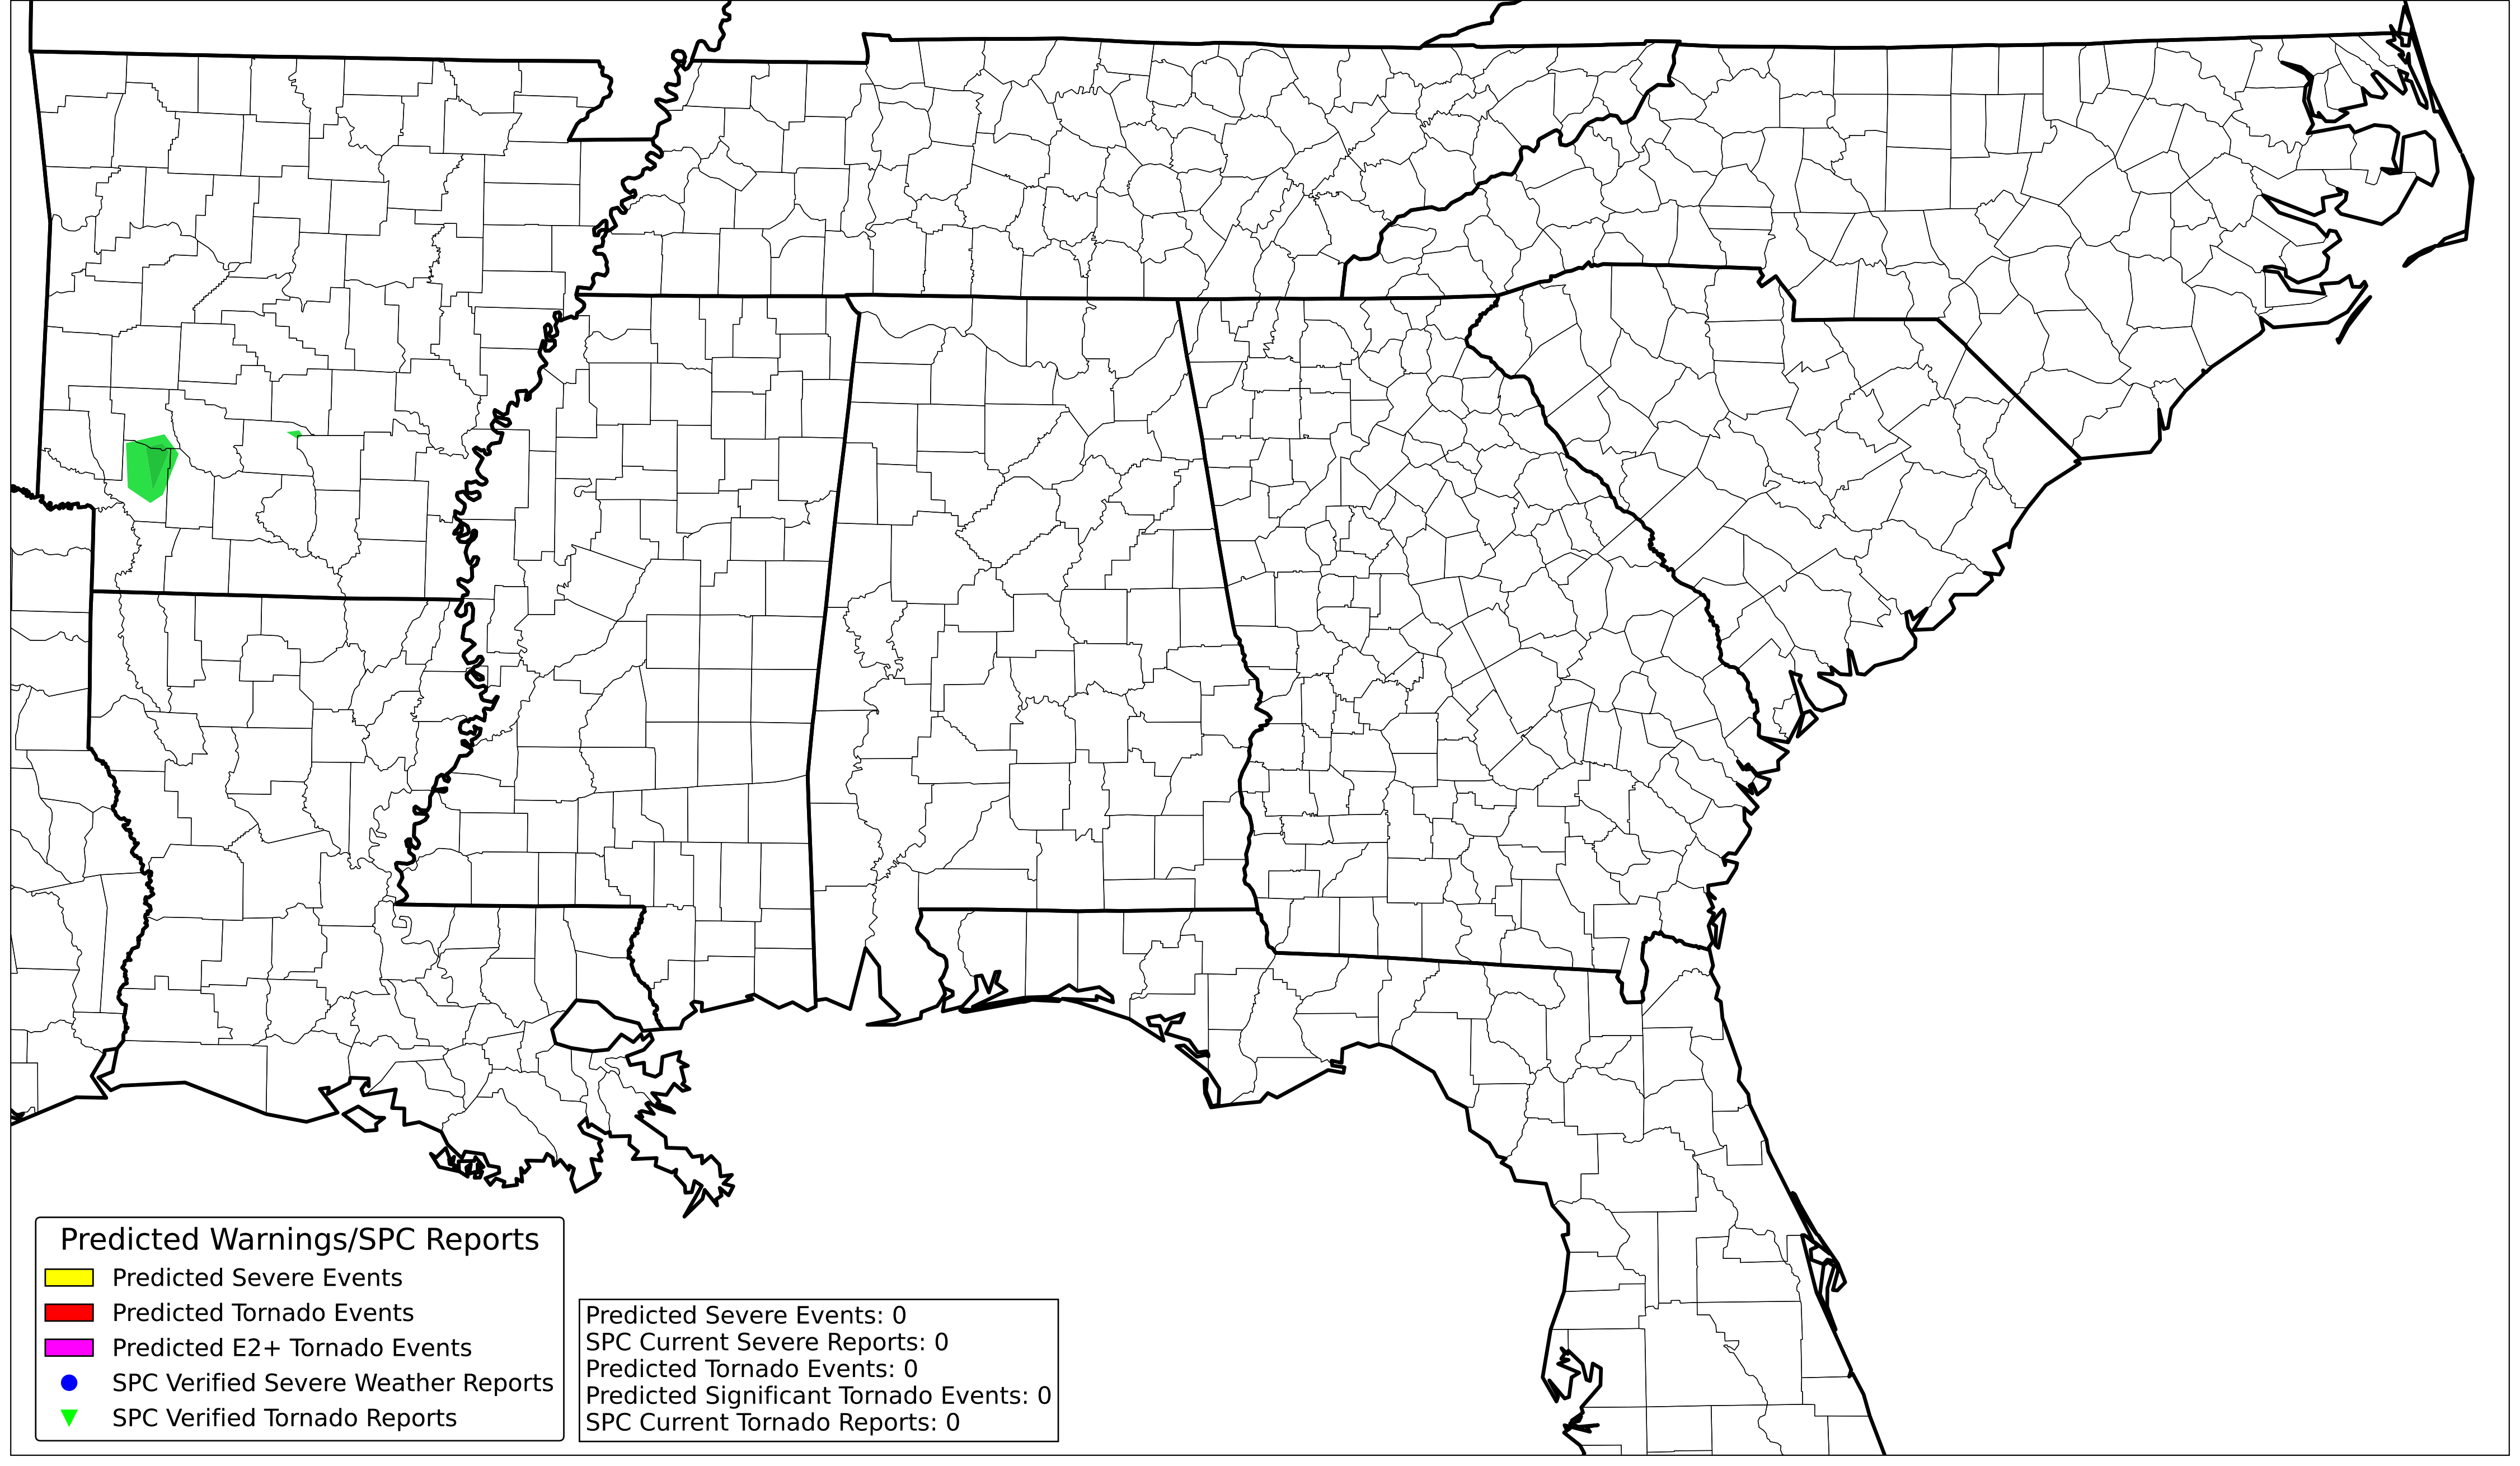 Predicted Warnings/SPC Reports
Predicted Severe Events
Predicted Tornado Events
Predicted E2+ Tornado Events
SPC Verified Severe Weather Reports
SPC Verified Tornado Reports
Predicted Severe Events: 0
SPC Current Severe Reports: 0
Predicted Tornado Events: 0
Predicted Significant Tornado Events: 0
SPC Current Tornado Reports: 0